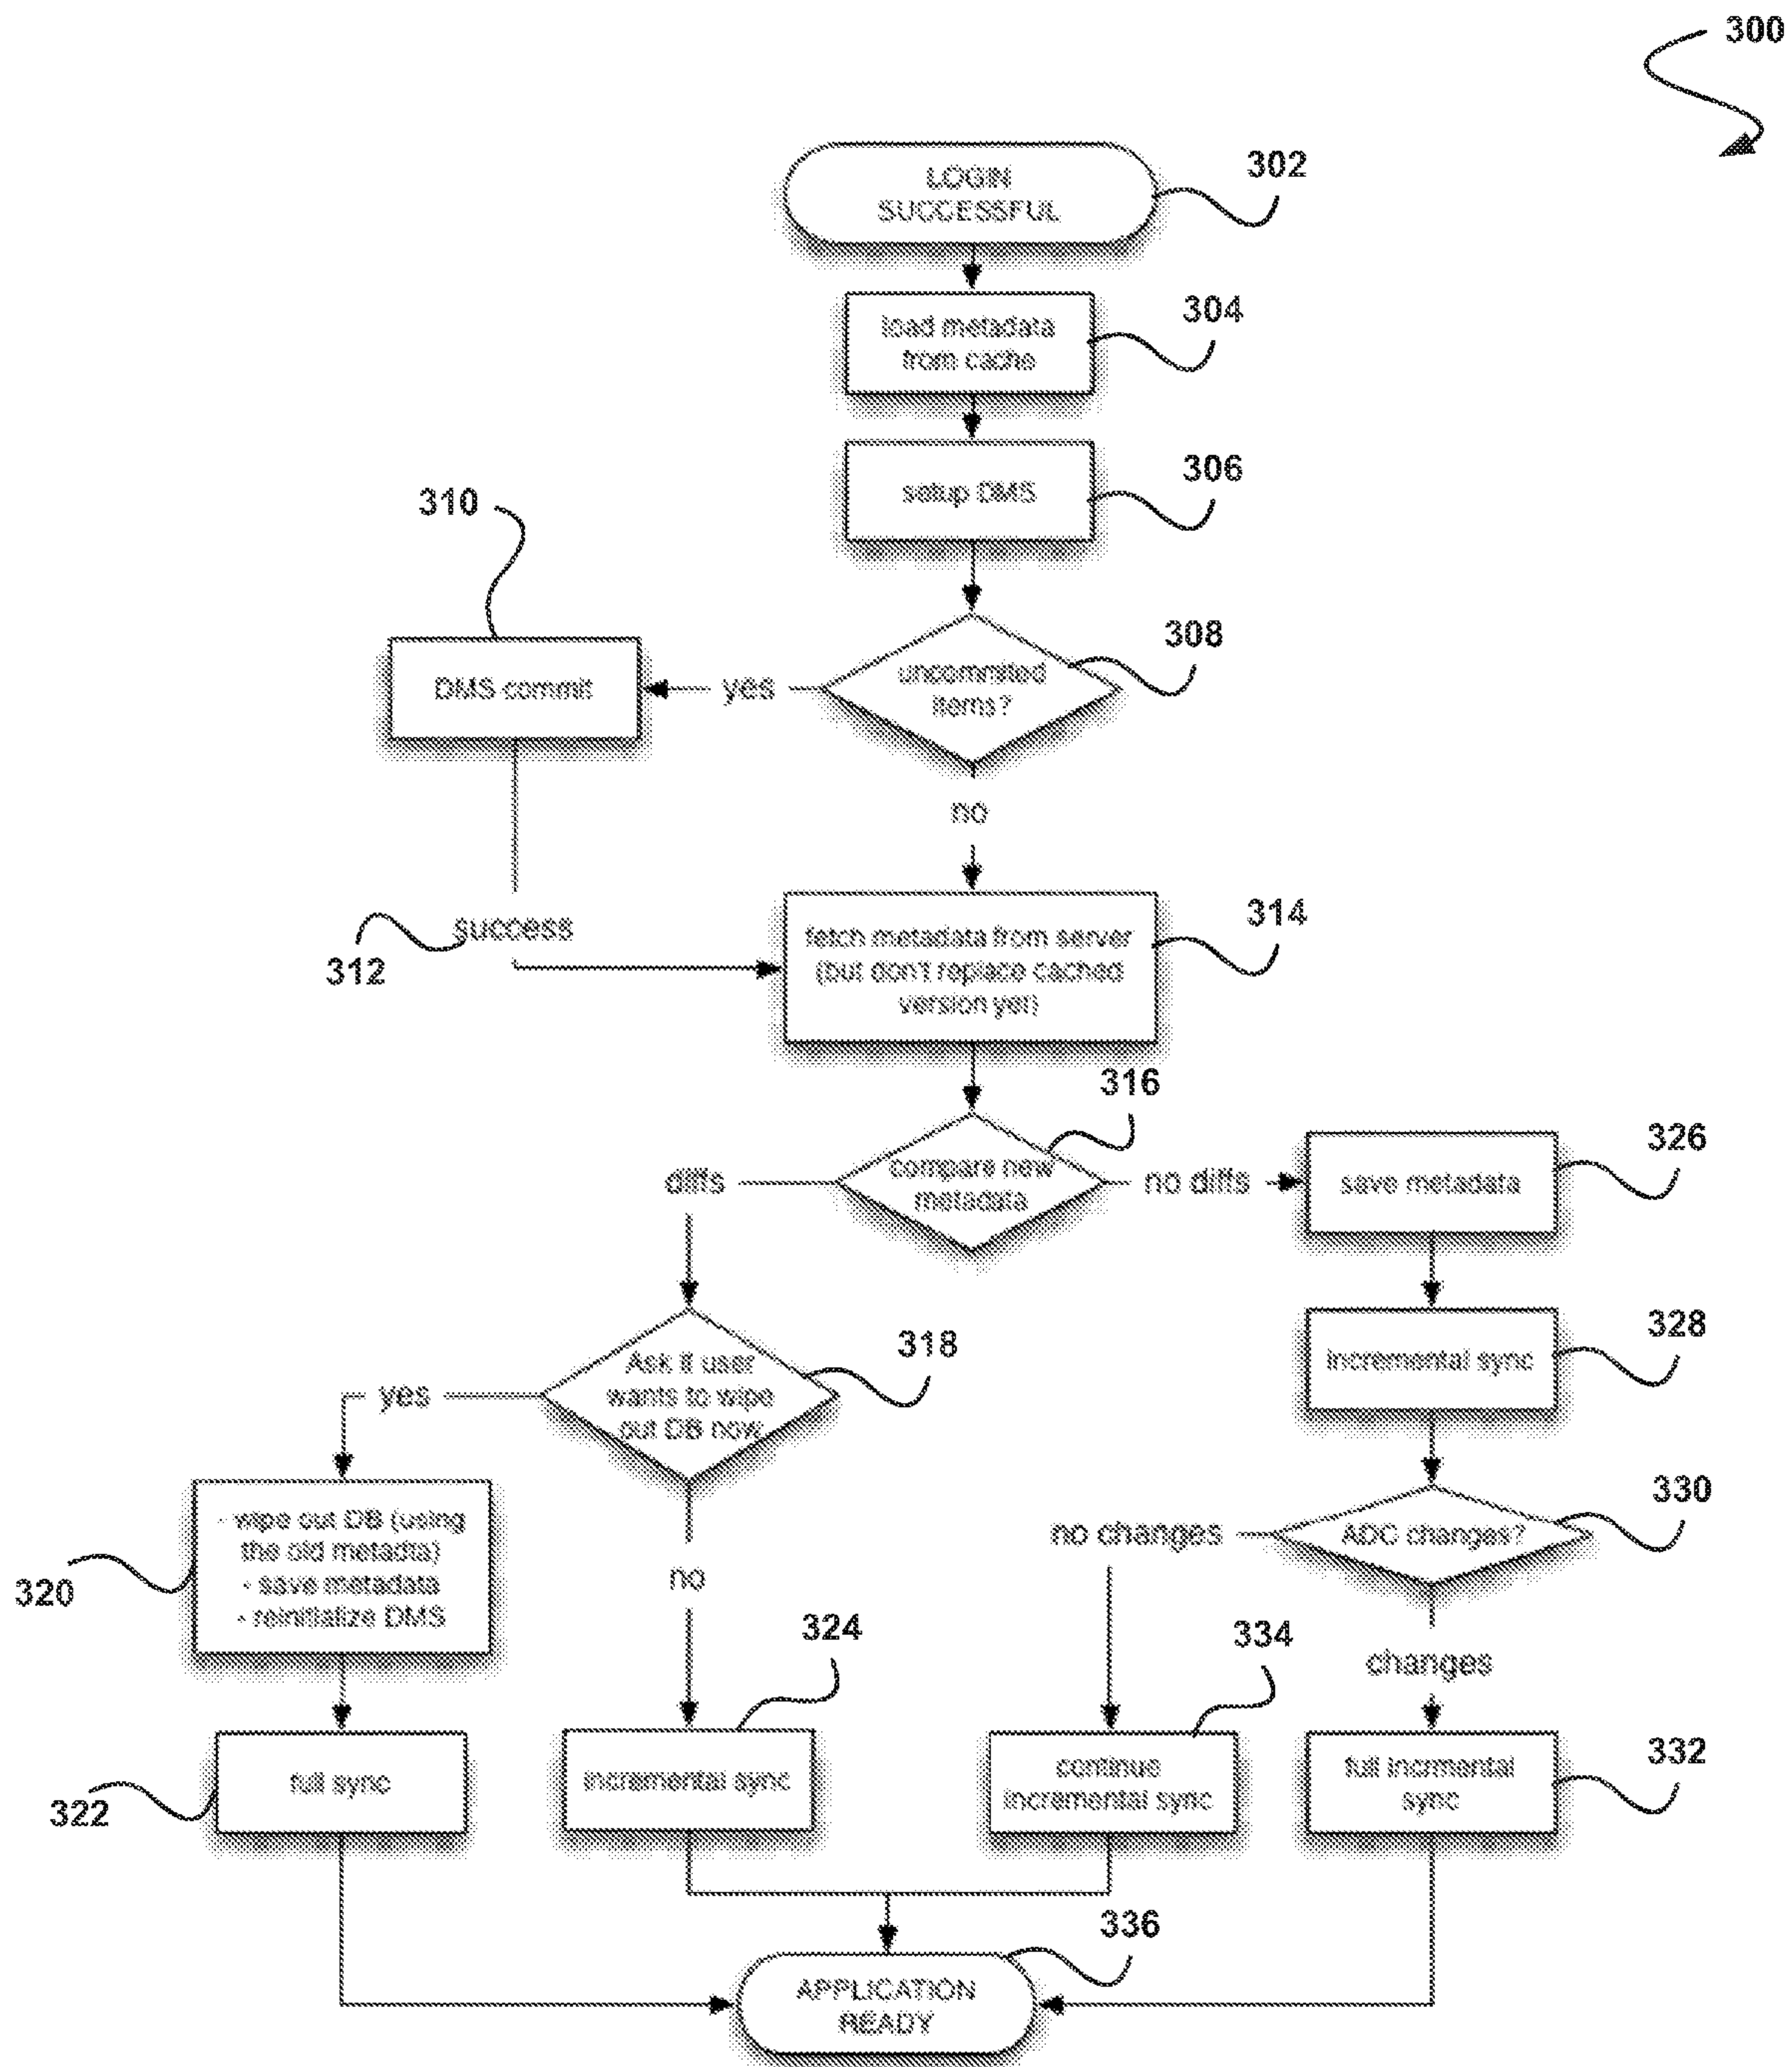 300
302
LOGIN
SUCCESSFUL
304
load metadata
from cache
306
setup DMS
310
308
DMS commit
yes
uncommited
items?
no
314
success
312
fetch metadata from server
(but don't replace cached
version yet)
316
326
diffs
compare new
metadata
no diffs
save metadata
318
328
Ask if user
wants to wipe
out DB now
incremental sync
yes
330
no changes
ADC changes?
- wipe out DB (using
the old metadta)
- save metadata
- reinitialize DMS
320
no
324
334
changes
322
full sync
incremental sync
continue
incremental sync
full incrmental
sync
332
336
APPLICATION
READY